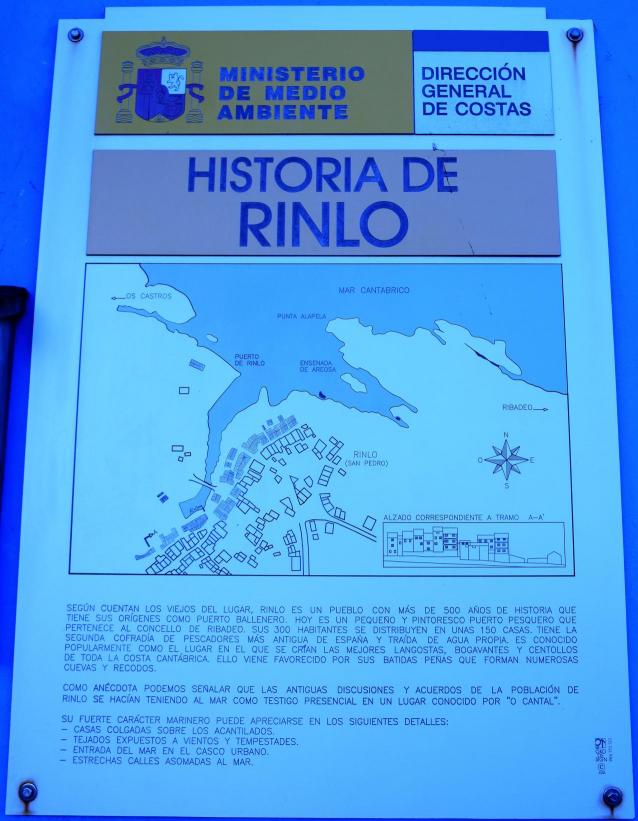 MINISTERIO
DE MEDIO
AMBIENTE
DIRECCIÓN
GENERAL
DE COSTAS
HISTORIA DE
RINLO
OS CASTROS
MAR CANTABRICO
PUNTA ALAPELA
PUERTO
DE RINLO
ENSENADA
DE AREOSA
RIBADEO
RINLO
(SAN PEDRO)
N
O E
S
ALZADO CORRESPONDIENTE A TRAMO A-A'
SEGÚN CUENTAN LOS VIEJOS DEL LUGAR, RINLO ES UN PUEBLO CON MÁS DE 500 AÑOS DE HISTORIA QUE
TIENE SUS ORÍGENES COMO PUERTO BALLENERO. HOY ES UN PEQUEÑO Y PINTORESCO PUERTO PESQUERO QUE
PERTENECE AL CONCELLO DE RIBADEO. SUS 300 HABITANTES SE DISTRIBUYEN EN UNAS 150 CASAS. TIENE LA
SEGUNDA COFRADÍA DE PESCADORES MÁS ANTIGUA DE ESPAÑA Y TRAÍDA DE AGUA PROPIA. ES CONOCIDO
POPULARMENTE COMO EL LUGAR EN EL QUE SE CRÍAN LAS MEJORES LANGOSTAS, BOGAVANTES Y CENTOLLOS
DE TODA LA COSTA CANTÁBRICA. ELLO VIENE FAVORECIDO POR SUS BATIDAS PEÑAS QUE FORMAN NUMEROSAS
CUEVAS Y RECODOS.
COMO ANÉCDOTA PODEMOS SEÑALAR QUE LAS ANTIGUAS DISCUSIONES Y ACUERDOS DE LA POBLACIÓN DE
RINLO SE HACÍAN TENIENDO AL MAR COMO TESTIGO PRESENCIAL EN UN LUGAR CONOCIDO POR "O CANTAL".
SU FUERTE CARÁCTER MARINERO PUEDE APRECIARSE EN LOS SIGUIENTES DETALLES:
– CASAS COLGADAS SOBRE LOS ACANTILADOS.
– TEJADOS EXPUESTOS A VIENTOS Y TEMPESTADES.
– ENTRADA DEL MAR EN EL CASCO URBANO.
– ESTRECHAS CALLES ASOMADAS AL MAR.